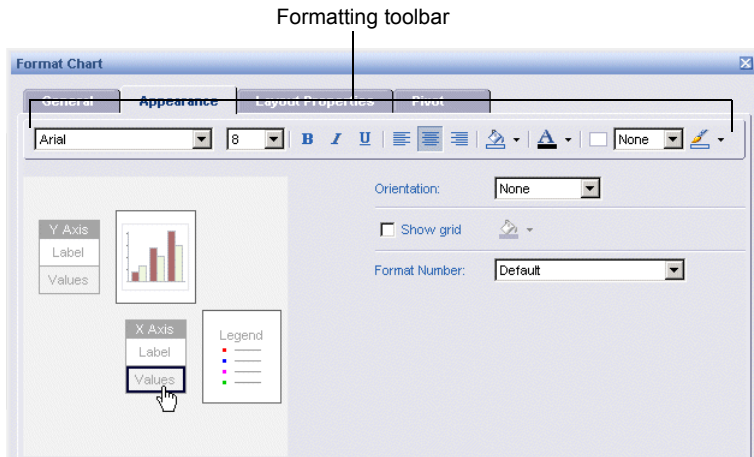 Formatting toolbar
Format Chart
General Appearance Layout Properties Pivot
Arial 8 B I U A None
Orientation: None
Show grid
Format Number: Default
Y Axis
Label
Values
X Axis
Label
Values
Legend